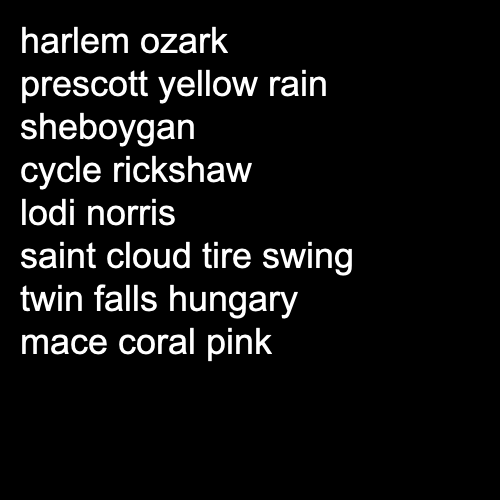 harlem ozark
prescott yellow rain
sheboygan
cycle rickshaw
lodi norris
saint cloud tire swing
twin falls hungary
mace coral pink